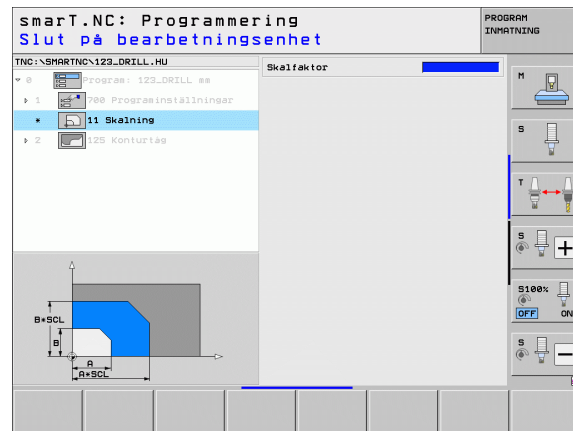 smarT.NC: Programmering
Slut på bearbetningsenhet
PROGRAM
INMATNING
TNC:\SMARTNC\123_DRILL.HU
0 Program: 123_DRILL mm
1 700 Programinställningar
* 11 Skalning
2 125 Konturtåg
Skalfaktor
B*SCL
B
A
A*SCL
M
S
T
S
S100%
OFF ON
S